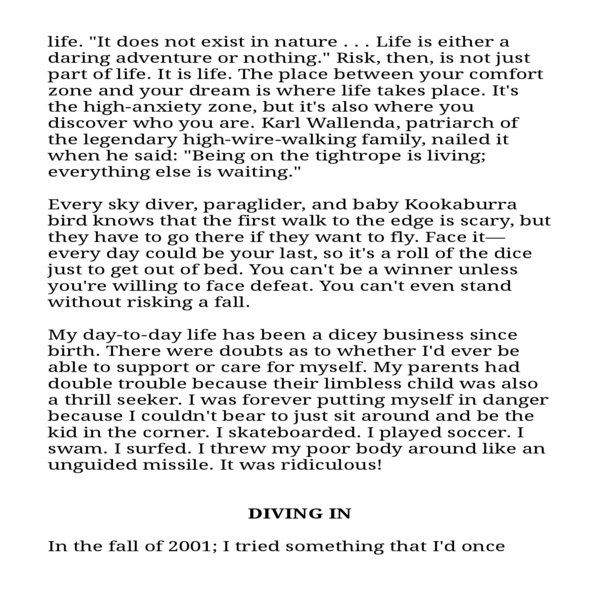 life. "It does not exist in nature . . . Life is either a
daring adventure or nothing." Risk, then, is not just
part of life. It is life. The place between your comfort
zone and your dream is where life takes place. It's
the high-anxiety zone, but it's also where you
discover who you are. Karl Wallenda, patriarch of
the legendary high-wire-walking family, nailed it
when he said: "Being on the tightrope is living;
everything else is waiting."
Every sky diver, paraglider, and baby Kookaburra
bird knows that the first walk to the edge is scary, but
they have to go there if they want to fly. Face it—
every day could be your last, so it's a roll of the dice
just to get out of bed. You can't be a winner unless
you're willing to face defeat. You can't even stand
without risking a fall.
My day-to-day life has been a dicey business since
birth. There were doubts as to whether I'd ever be
able to support or care for myself. My parents had
double trouble because their limbless child was also
a thrill seeker. I was forever putting myself in danger
because I couldn't bear to just sit around and be the
kid in the corner. I skateboarded. I played soccer. I
swam. I surfed. I threw my poor body around like an
unguided missile. It was ridiculous!
DIVING IN
In the fall of 2001; I tried something that I'd once